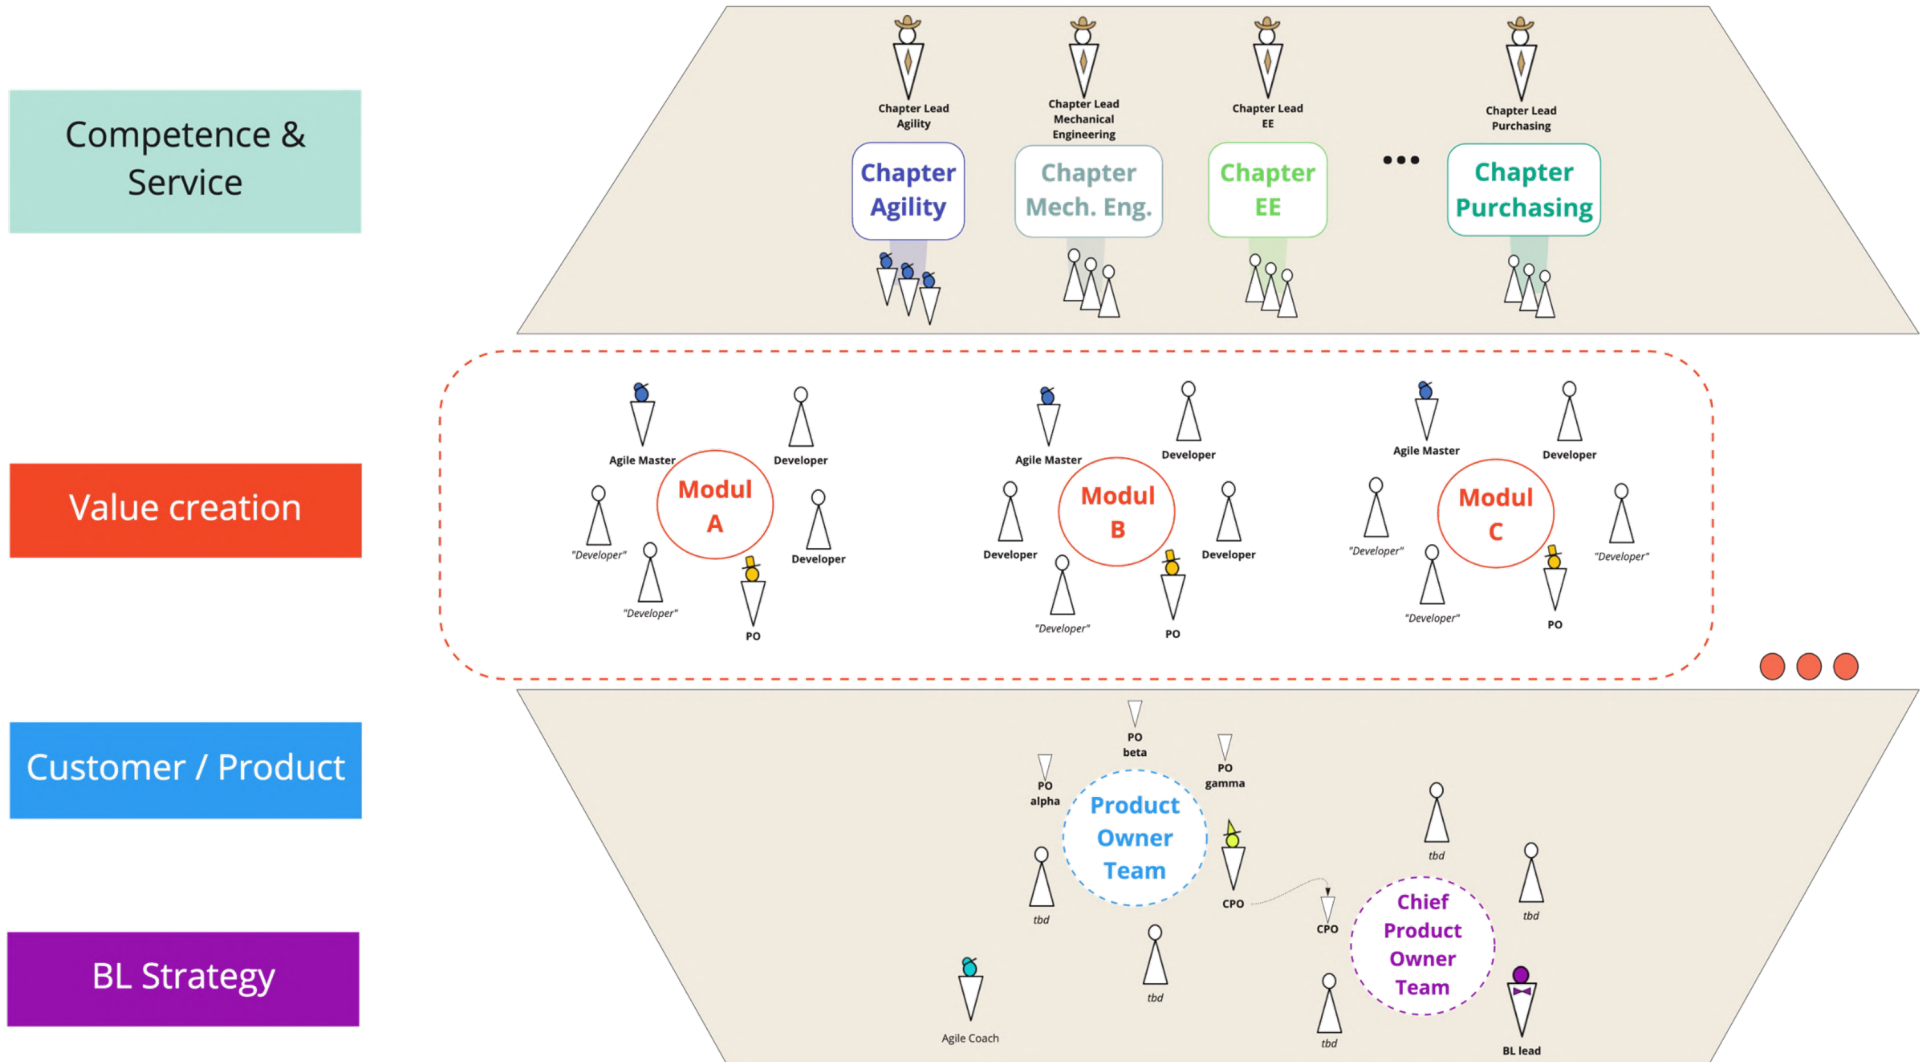 Competence &
Service
Chapter Lead
Agility
Chapter Lead
Mechanical
Engineering
Chapter Lead
EE
Chapter Lead
Purchasing
Chapter
Agility
Chapter
Mech. Eng.
Chapter
EE
...
Chapter
Purchasing
Value creation
Agile Master
Developer
Modul
A
"Developer"
Developer
"Developer"
PO
Agile Master
Developer
Modul
B
Developer
Developer
"Developer"
PO
Agile Master
Developer
Modul
C
"Developer"
"Developer"
"Developer"
PO
Customer / Product
PO
beta
PO
gamma
PO
alpha
Product
Owner
Team
tbd
CPO
tbd
BL Strategy
Agile Coach
tbd
tbd
CPO
Chief
Product
Owner
Team
tbd
BL lead